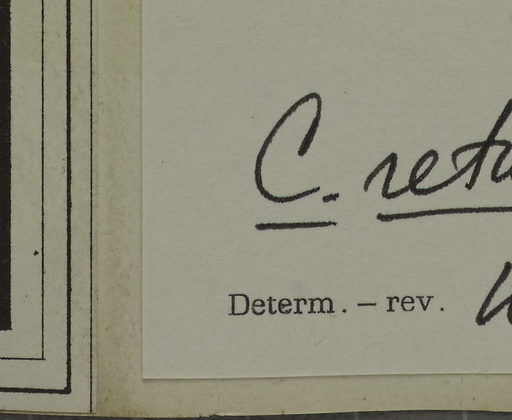 C. retu
Determ. – rev.